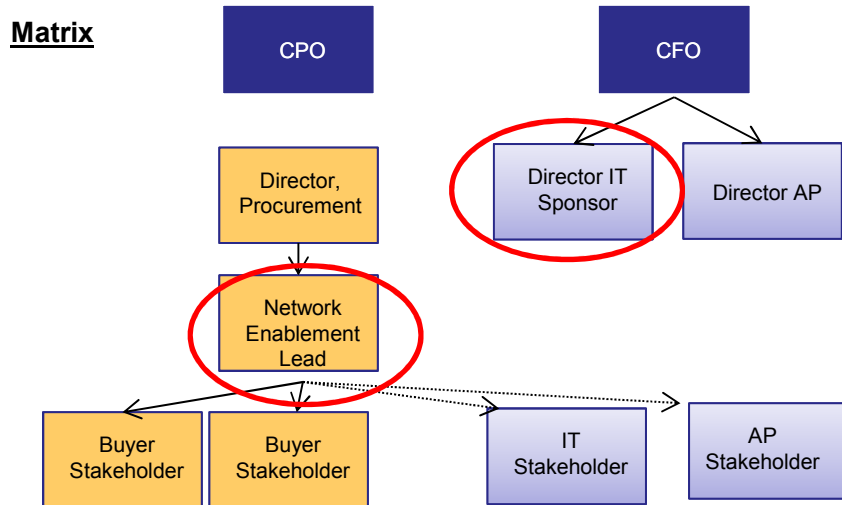 Matrix
CPO
CFO
Director,
Procurement
Director IT
Sponsor
Director AP
Network
Enablement
Lead
Buyer
Stakeholder
Buyer
Stakeholder
IT
Stakeholder
AP
Stakeholder